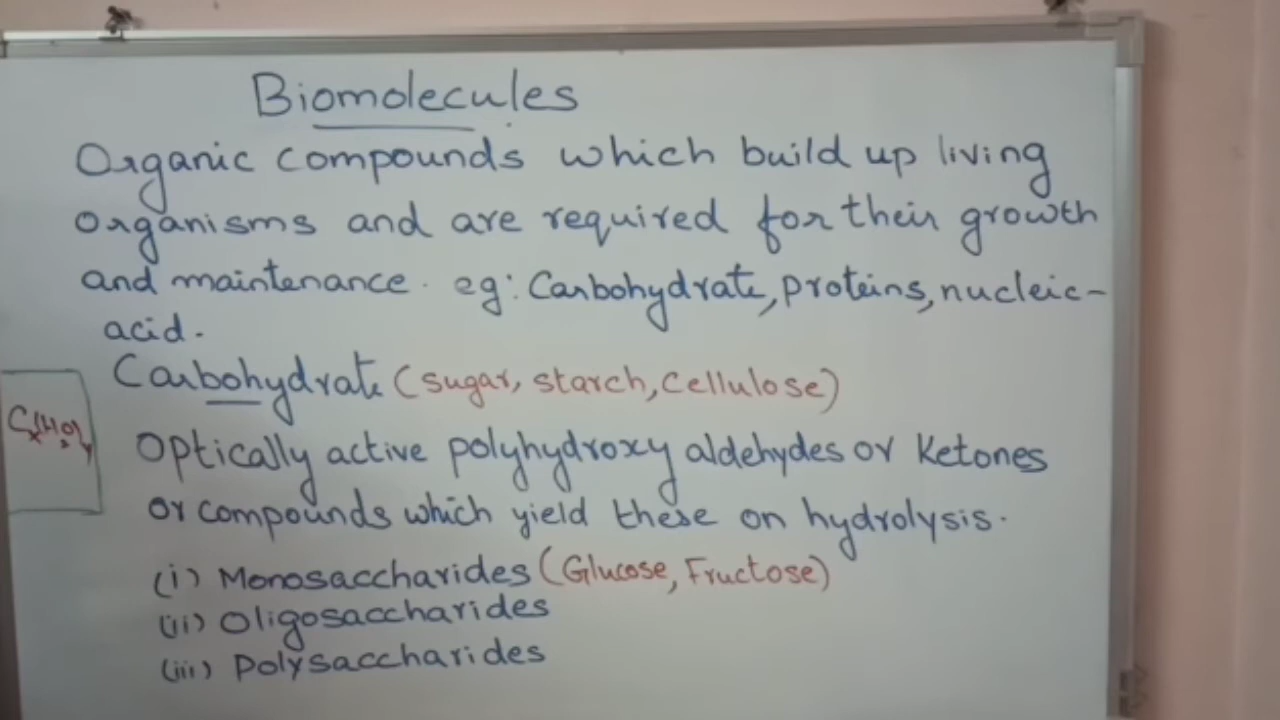 Biomolecules
Organic compounds which build up living
organisms and are required for their growth
and maintenance. eg: Carbohydrate, proteins, nucleic-
acid.
Carbohydrate (sugar, starch, cellulose)
Cx(H2O)y
Optically active polyhydroxy aldehydes or Ketones
or compounds which yield these on hydrolysis.
(i) Monosaccharides (Glucose, Fructose)
(ii) Oligosaccharides
(iii) Polysaccharides